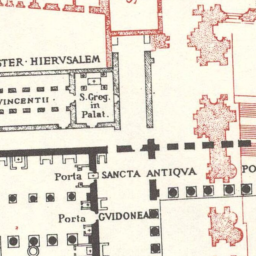 STER · HIERVSALEM
VINCENTII
S. Greg.
in
Palat.
Porta
SANCTA ANTIQVA
PO
Porta
GVIDONEA